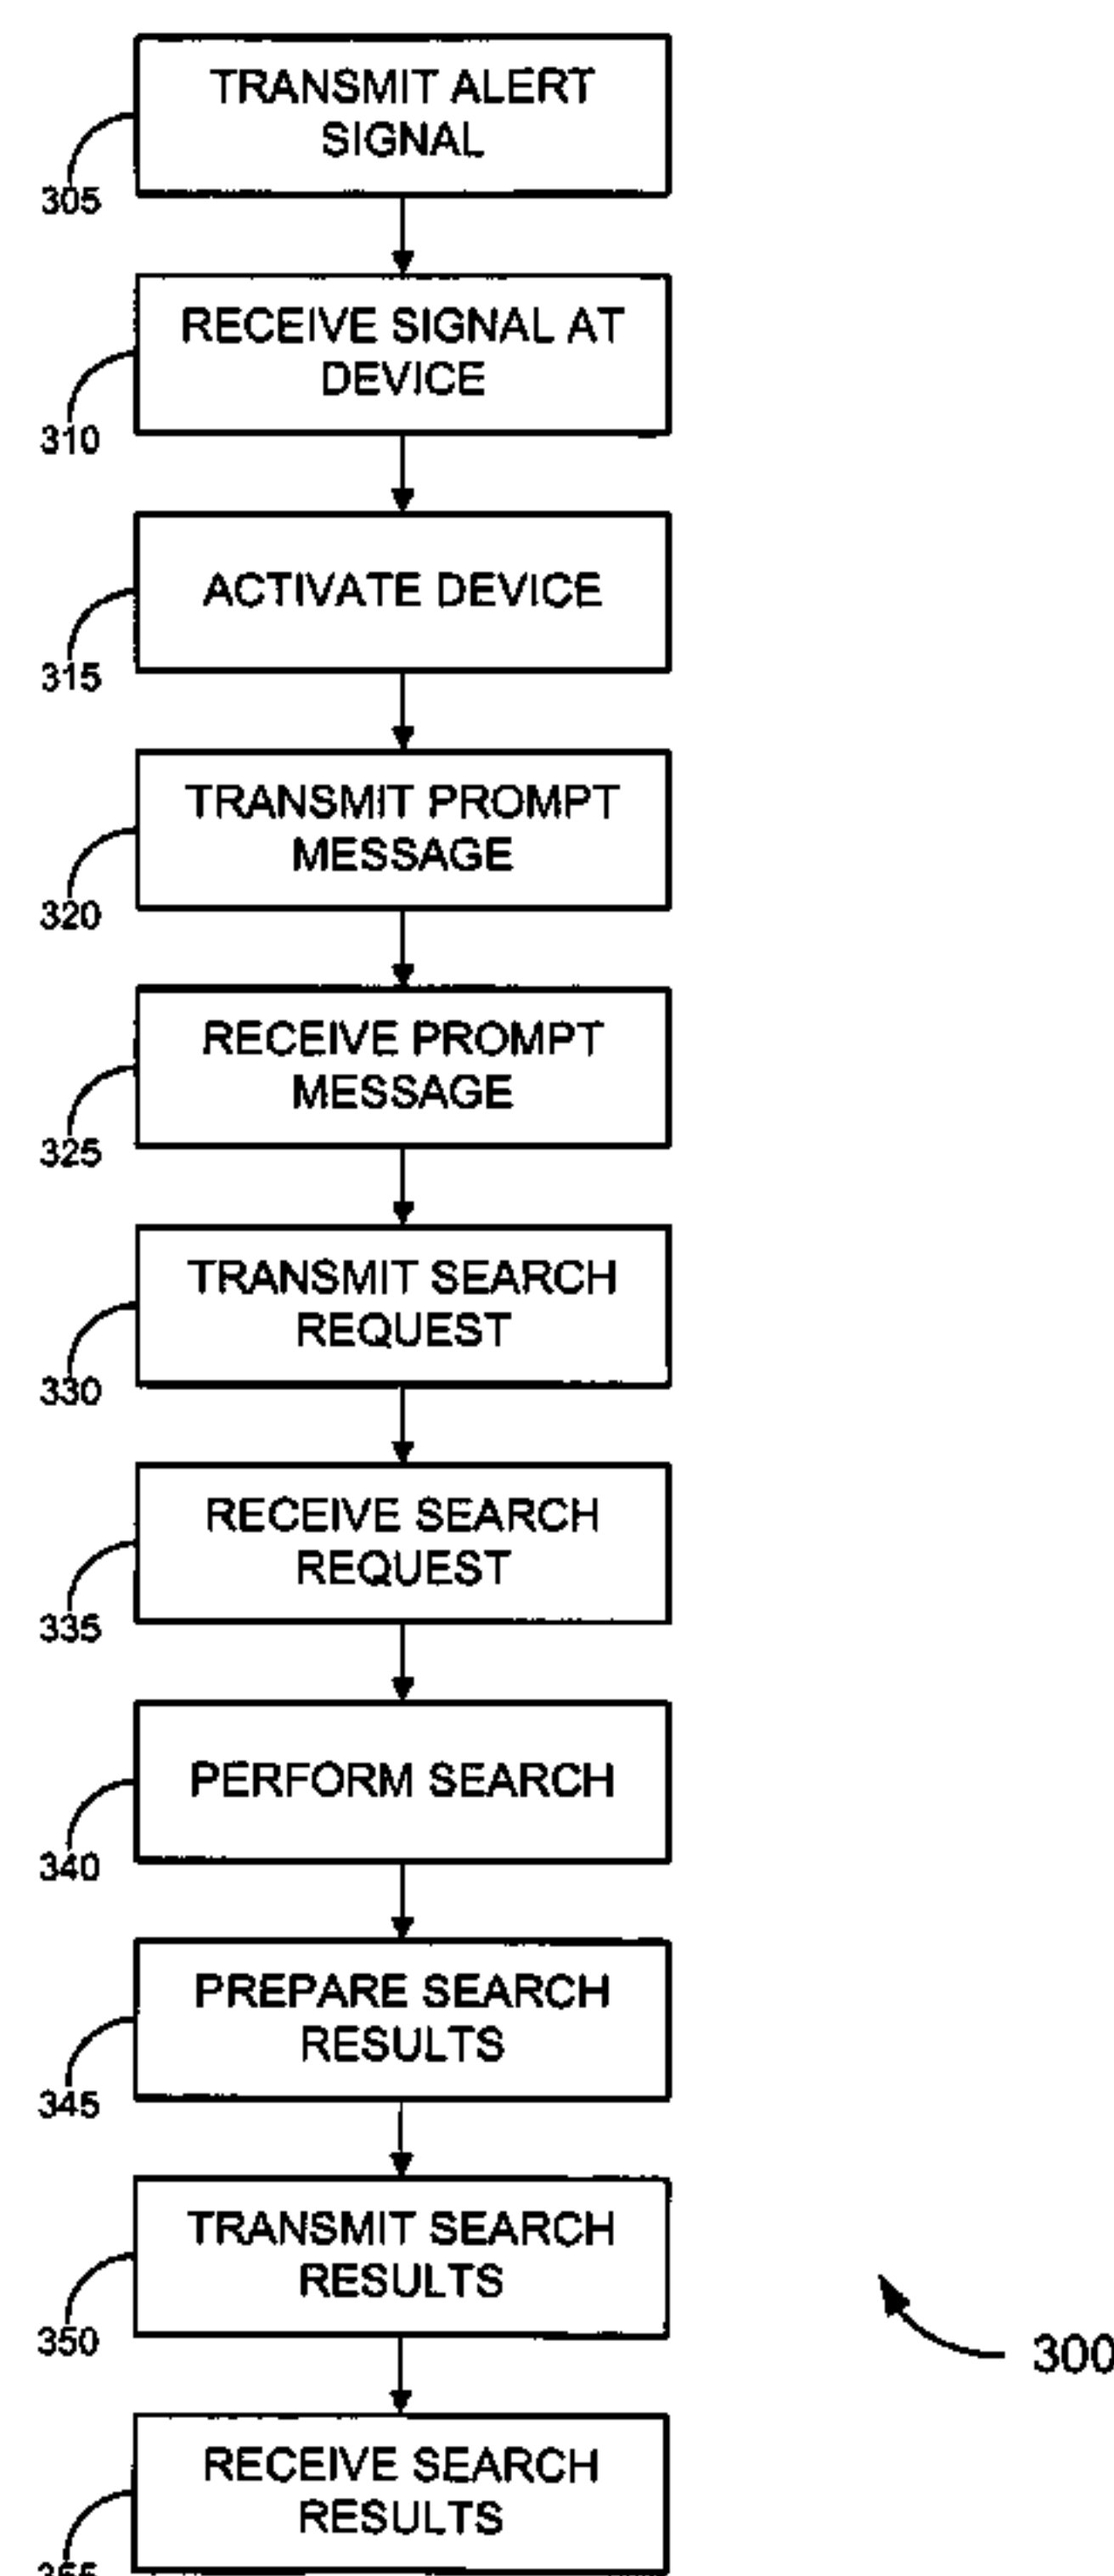 TRANSMIT ALERT
SIGNAL
305
RECEIVE SIGNAL AT
DEVICE
310
ACTIVATE DEVICE
315
TRANSMIT PROMPT
MESSAGE
320
RECEIVE PROMPT
MESSAGE
325
TRANSMIT SEARCH
REQUEST
330
RECEIVE SEARCH
REQUEST
335
PERFORM SEARCH
340
PREPARE SEARCH
RESULTS
345
TRANSMIT SEARCH
RESULTS
350
300
RECEIVE SEARCH
RESULTS
355